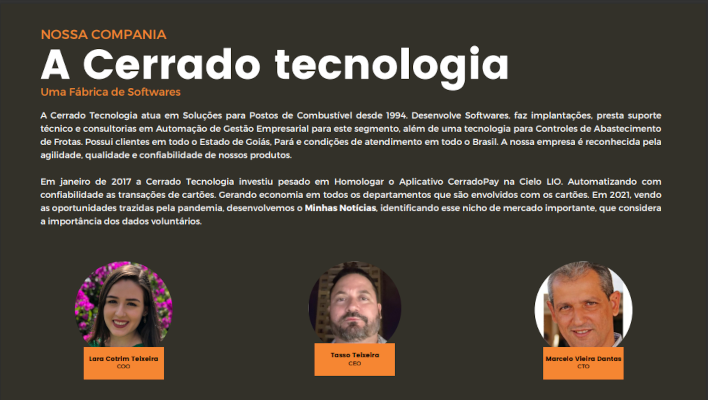 NOSSA COMPANIA
A Cerrado tecnologia
Uma Fábrica de Softwares
A Cerrado Tecnologia atua em Soluções para Postos de Combustível desde 1994. Desenvolve Softwares, faz implantações, presta suporte
técnico e consultorias em Automação de Gestão Empresarial para este segmento, além de uma tecnologia para Controles de Abastecimento
de Frotas. Possui clientes em todo o Estado de Goiás, Pará e condições de atendimento em todo o Brasil. A nossa empresa é reconhecida pela
agilidade, qualidade e confiabilidade de nossos produtos.
Em janeiro de 2017 a Cerrado Tecnologia investiu pesado em Homologar o Aplicativo CerradoPay na Cielo LIO. Automatizando com
confiabilidade as transações de cartões. Gerando economia em todos os departamentos que são envolvidos com os cartões. Em 2021, vendo
as oportunidades trazidas pela pandemia, desenvolvemos o Minhas Notícias, identificando esse nicho de mercado importante, que considera
a importância dos dados voluntários.
Lara Cotrim Teixeira
COO
Tasso Teixeira
CEO
Marcelo Vieira Dantas
CTO